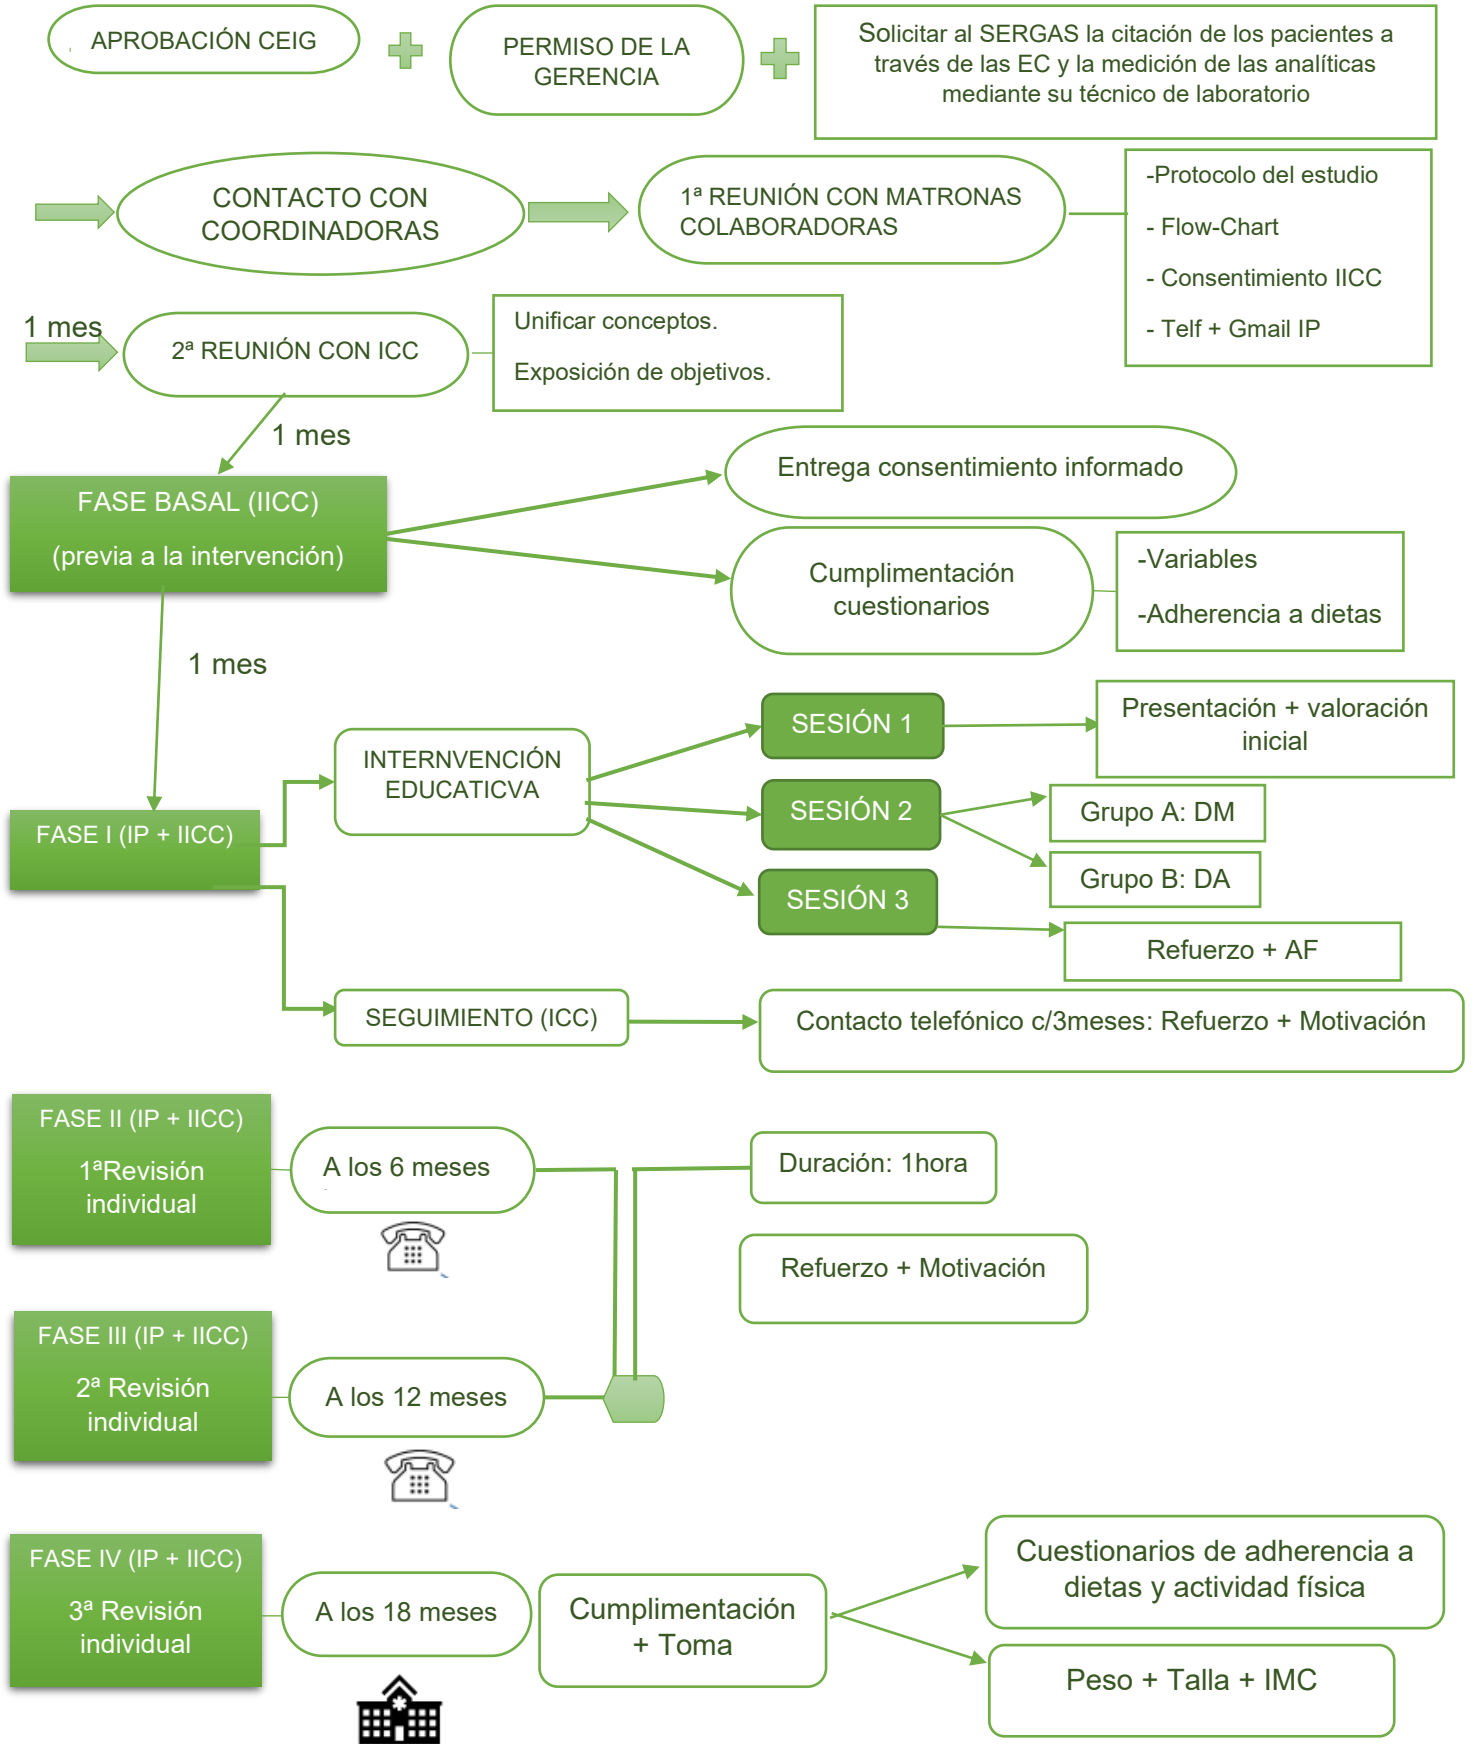 APROBACIÓN CEIG
PERMISO DE LA
GERENCIA
Solicitar al SERGAS la citación de los pacientes a
través de las EC y la medición de las analíticas
mediante su técnico de laboratorio
CONTACTO CON
COORDINADORAS
1ª REUNIÓN CON MATRONAS
COLABORADORAS
-Protocolo del estudio
- Flow-Chart
- Consentimiento IICC
- Telf + Gmail IP
1 mes
2ª REUNIÓN CON ICC
Unificar conceptos.
Exposición de objetivos.
1 mes
FASE BASAL (IICC)
(previa a la intervención)
Entrega consentimiento informado
Cumplimentación
cuestionarios
-Variables
-Adherencia a dietas
1 mes
FASE I (IP + IICC)
INTERNVENCIÓN
EDUCATICVA
SESIÓN 1
Presentación + valoración
inicial
SESIÓN 2
Grupo A: DM
Grupo B: DA
SESIÓN 3
Refuerzo + AF
SEGUIMIENTO (ICC)
Contacto telefónico c/3meses: Refuerzo + Motivación
FASE II (IP + IICC)
1ªRevisión
individual
A los 6 meses
Duración: 1hora
Refuerzo + Motivación
FASE III (IP + IICC)
2ª Revisión
individual
A los 12 meses
FASE IV (IP + IICC)
3ª Revisión
individual
A los 18 meses
Cumplimentación
+ Toma
Cuestionarios de adherencia a
dietas y actividad física
Peso + Talla + IMC